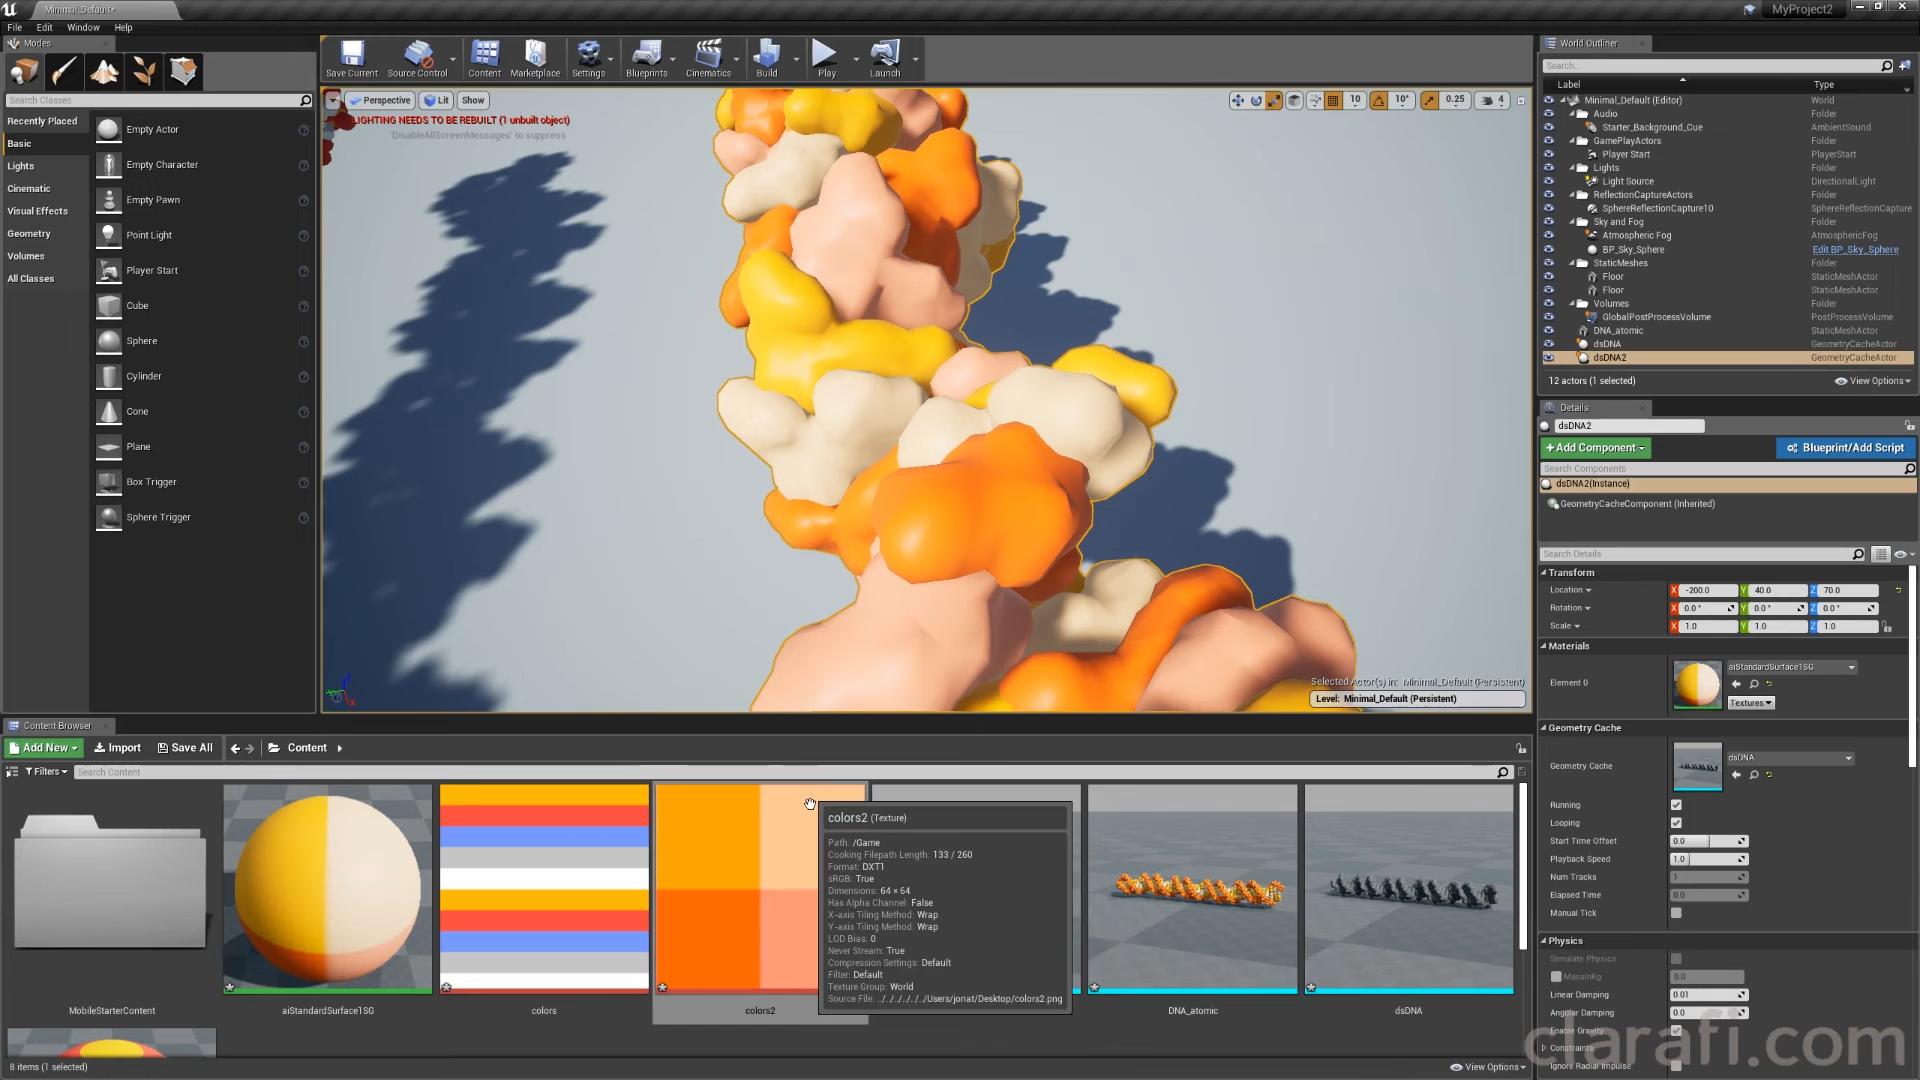 Minimal_Default*
MyProject2
File Edit Window Help
Modes
Search Classes
Recently Placed
Basic
Lights
Cinematic
Visual Effects
Geometry
Volumes
All Classes
Empty Actor
Empty Character
Empty Pawn
Point Light
Player Start
Cube
Sphere
Cylinder
Cone
Plane
Box Trigger
Sphere Trigger
Save Current Source Control Content Marketplace Settings Blueprints Cinematics Build Play Launch
Perspective Lit Show
10 10° 0.25 4
LIGHTING NEEDS TO BE REBUILT (1 unbuilt object)
'DisableAllScreenMessages' to suppress
Selected Actor(s) in: Minimal_Default (Persistent)
Level: Minimal_Default (Persistent)
World Outliner
Search...
Label Type
Minimal_Default (Editor) World
Audio Folder
Starter_Background_Cue AmbientSound
GamePlayActors Folder
Player Start PlayerStart
Lights Folder
Light Source DirectionalLight
ReflectionCaptureActors Folder
SphereReflectionCapture10 SphereReflectionCapture
Sky and Fog Folder
Atmospheric Fog AtmosphericFog
BP_Sky_Sphere Edit BP_Sky_Sphere
StaticMeshes Folder
Floor StaticMeshActor
Floor StaticMeshActor
Volumes Folder
GlobalPostProcessVolume PostProcessVolume
DNA_atomic StaticMeshActor
dsDNA GeometryCacheActor
dsDNA2 GeometryCacheActor
12 actors (1 selected) View Options
Details
dsDNA2
+Add Component Blueprint/Add Script
Search Components
dsDNA2(Instance)
GeometryCacheComponent (Inherited)
Search Details
Transform
Location X -200.0 Y 40.0 Z 70.0
Rotation X 0.0° Y 0.0° Z 0.0°
Scale X 1.0 Y 1.0 Z 1.0
Materials
Element 0
aiStandardSurface1SG
Textures
Geometry Cache
Geometry Cache dsDNA
Running
Looping
Start Time Offset 0.0
Playback Speed 1.0
Num Tracks 1
Elapsed Time 0.0
Manual Tick
Physics
Simulate Physics
MassInKg 0.0
Linear Damping 0.01
Angular Damping 0.0
Enable Gravity
Constraints
Ignore Radial Impulse
Content Browser
Add New Import Save All Content
Filters Search Content
MobileStarterContent
aiStandardSurface1SG
colors
colors2
DNA_atomic
dsDNA
colors2 (Texture)
Path: /Game
Cooking Filepath Length: 133 / 260
Format: DXT1
sRGB: True
Dimensions: 64 × 64
Has Alpha Channel: False
X-axis Tiling Method: Wrap
Y-axis Tiling Method: Wrap
LOD Bias: 0
Never Stream: True
Compression Settings: Default
Filter: Default
Texture Group: World
Source File: ../../../../../../Users/jonat/Desktop/colors2.png
8 items (1 selected) View Options
clarafi.com